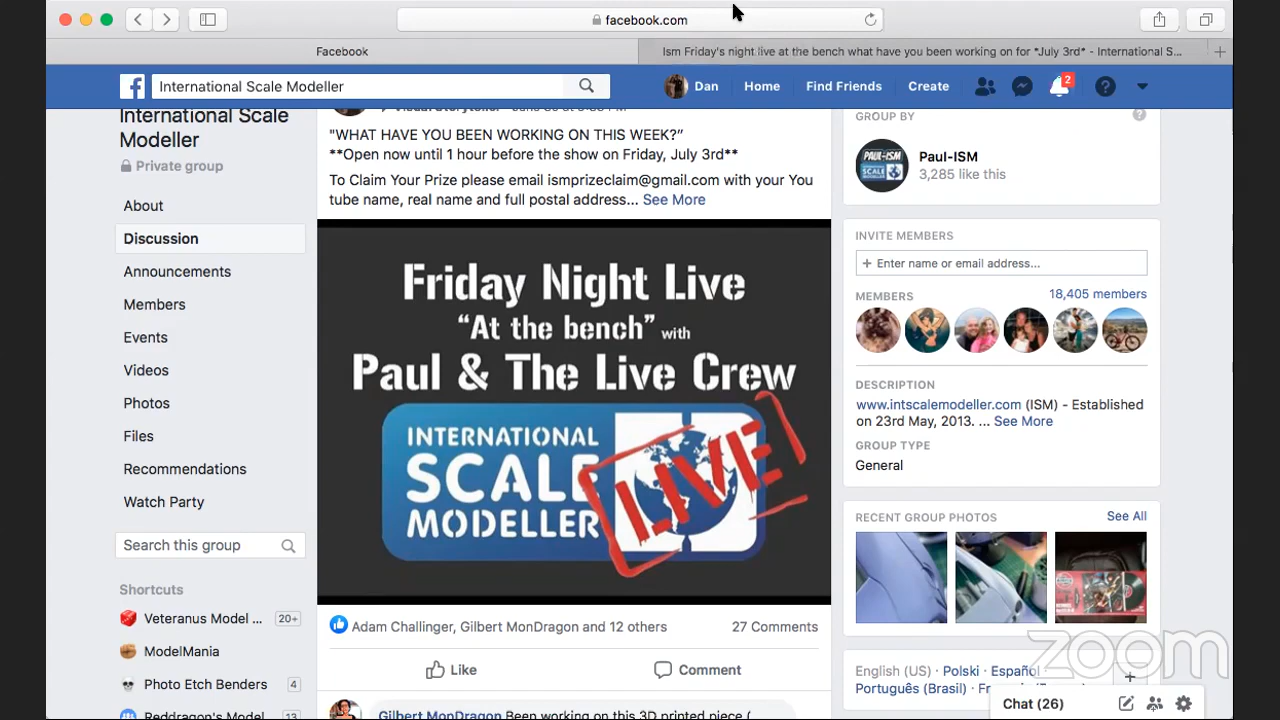 facebook.com
Facebook
Ism Friday's night live at the bench what have you been working on for *July 3rd* - International S...
International Scale Modeller
Dan
Home
Find Friends
Create
2
International Scale
Modeller
Private group
About
Discussion
Announcements
Members
Events
Videos
Photos
Files
Recommendations
Watch Party
Search this group
Shortcuts
Veteranus Model ...
20+
ModelMania
Photo Etch Benders
4
Reddragon's Model
13
"WHAT HAVE YOU BEEN WORKING ON THIS WEEK?"
**Open now until 1 hour before the show on Friday, July 3rd**
To Claim Your Prize please email ismprizeclaim@gmail.com with your You
tube name, real name and full postal address... See More
Friday Night Live
"At the bench" with
Paul & The Live Crew
INTERNATIONAL
SCALE
MODELLER
LIVE!
Adam Challinger, Gilbert MonDragon and 12 others
27 Comments
Like
Comment
Gilbert MonDragon Been working on this 3D printed piece (
GROUP BY
PAUL-ISM
Paul-ISM
3,285 like this
INVITE MEMBERS
+ Enter name or email address...
MEMBERS
18,405 members
DESCRIPTION
www.intscalemodeller.com (ISM) - Established
on 23rd May, 2013. ... See More
GROUP TYPE
General
RECENT GROUP PHOTOS
See All
English (US) · Polski · Español ·
Português (Brasil) ·
zoom
Chat (26)